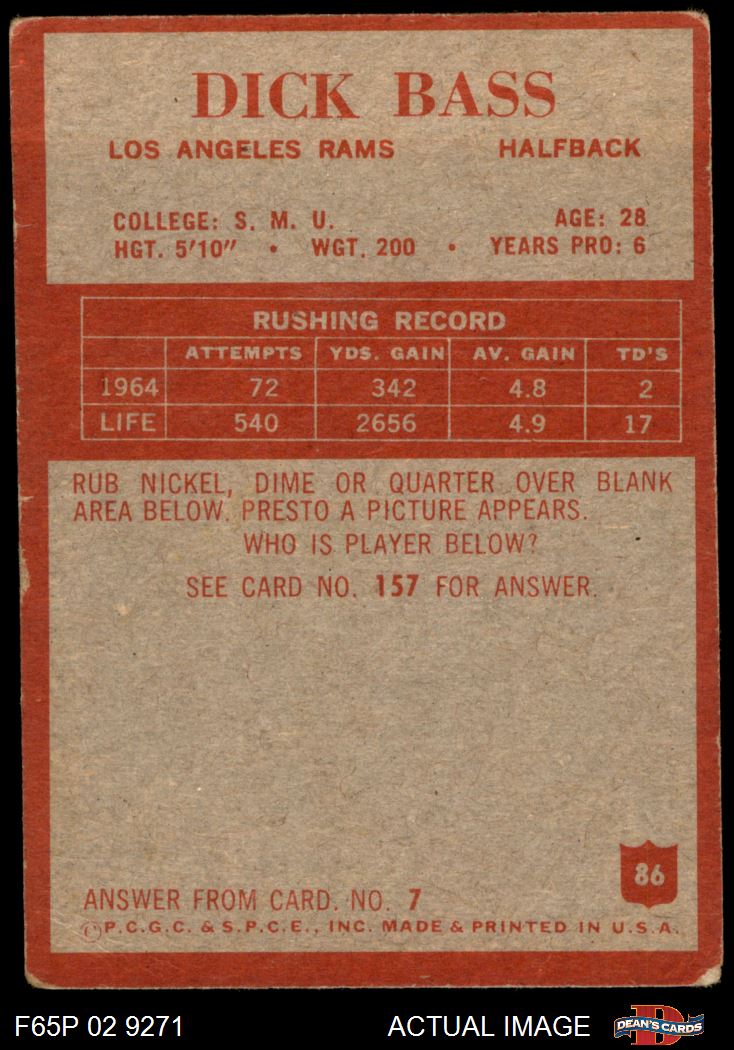 DICK BASS
LOS ANGELES RAMS HALFBACK
COLLEGE: S. M. U. AGE: 28
HGT. 5'10" • WGT. 200 • YEARS PRO: 6
RUSHING RECORD
ATTEMPTS YDS. GAIN AV. GAIN TD'S
1964 72 342 4.8 2
LIFE 540 2656 4.9 17
RUB NICKEL, DIME OR QUARTER OVER BLANK
AREA BELOW. PRESTO A PICTURE APPEARS.
WHO IS PLAYER BELOW?
SEE CARD NO. 157 FOR ANSWER.
86
ANSWER FROM CARD. NO. 7
©P.C.G.C. & S.P.C.E., INC. MADE & PRINTED IN U.S.A.
F65P 02 9271 ACTUAL IMAGE
D
DEAN'S CARDS